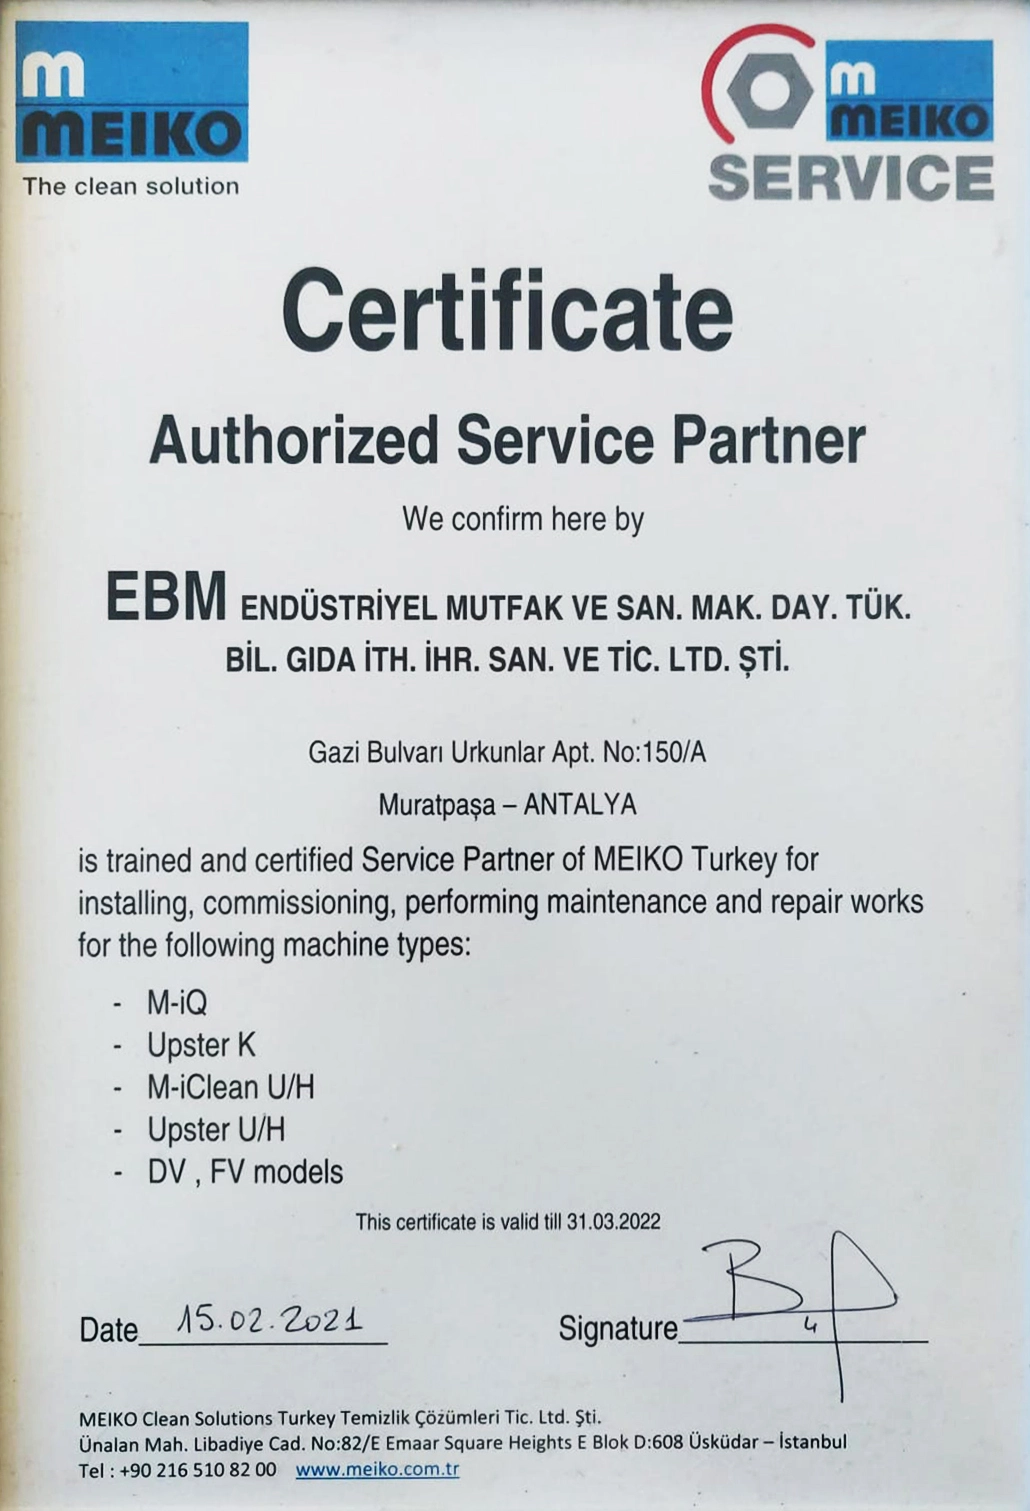 m
MEIKO
The clean solution
m
MEIKO
SERVICE
Certificate
Authorized Service Partner
We confirm here by
EBM ENDÜSTRİYEL MUTFAK VE SAN. MAK. DAY. TÜK.
BİL. GIDA İTH. İHR. SAN. VE TİC. LTD. ŞTİ.
Gazi Bulvarı Urkunlar Apt. No:150/A
Muratpaşa – ANTALYA
is trained and certified Service Partner of MEIKO Turkey for
installing, commissioning, performing maintenance and repair works
for the following machine types:
- M-iQ
- Upster K
- M-iClean U/H
- Upster U/H
- DV , FV models
This certificate is valid till 31.03.2022
Date 15.02.2021
Signature
MEIKO Clean Solutions Turkey Temizlik Çözümleri Tic. Ltd. Şti.
Ünalan Mah. Libadiye Cad. No:82/E Emaar Square Heights E Blok D:608 Üsküdar – İstanbul
Tel : +90 216 510 82 00 www.meiko.com.tr